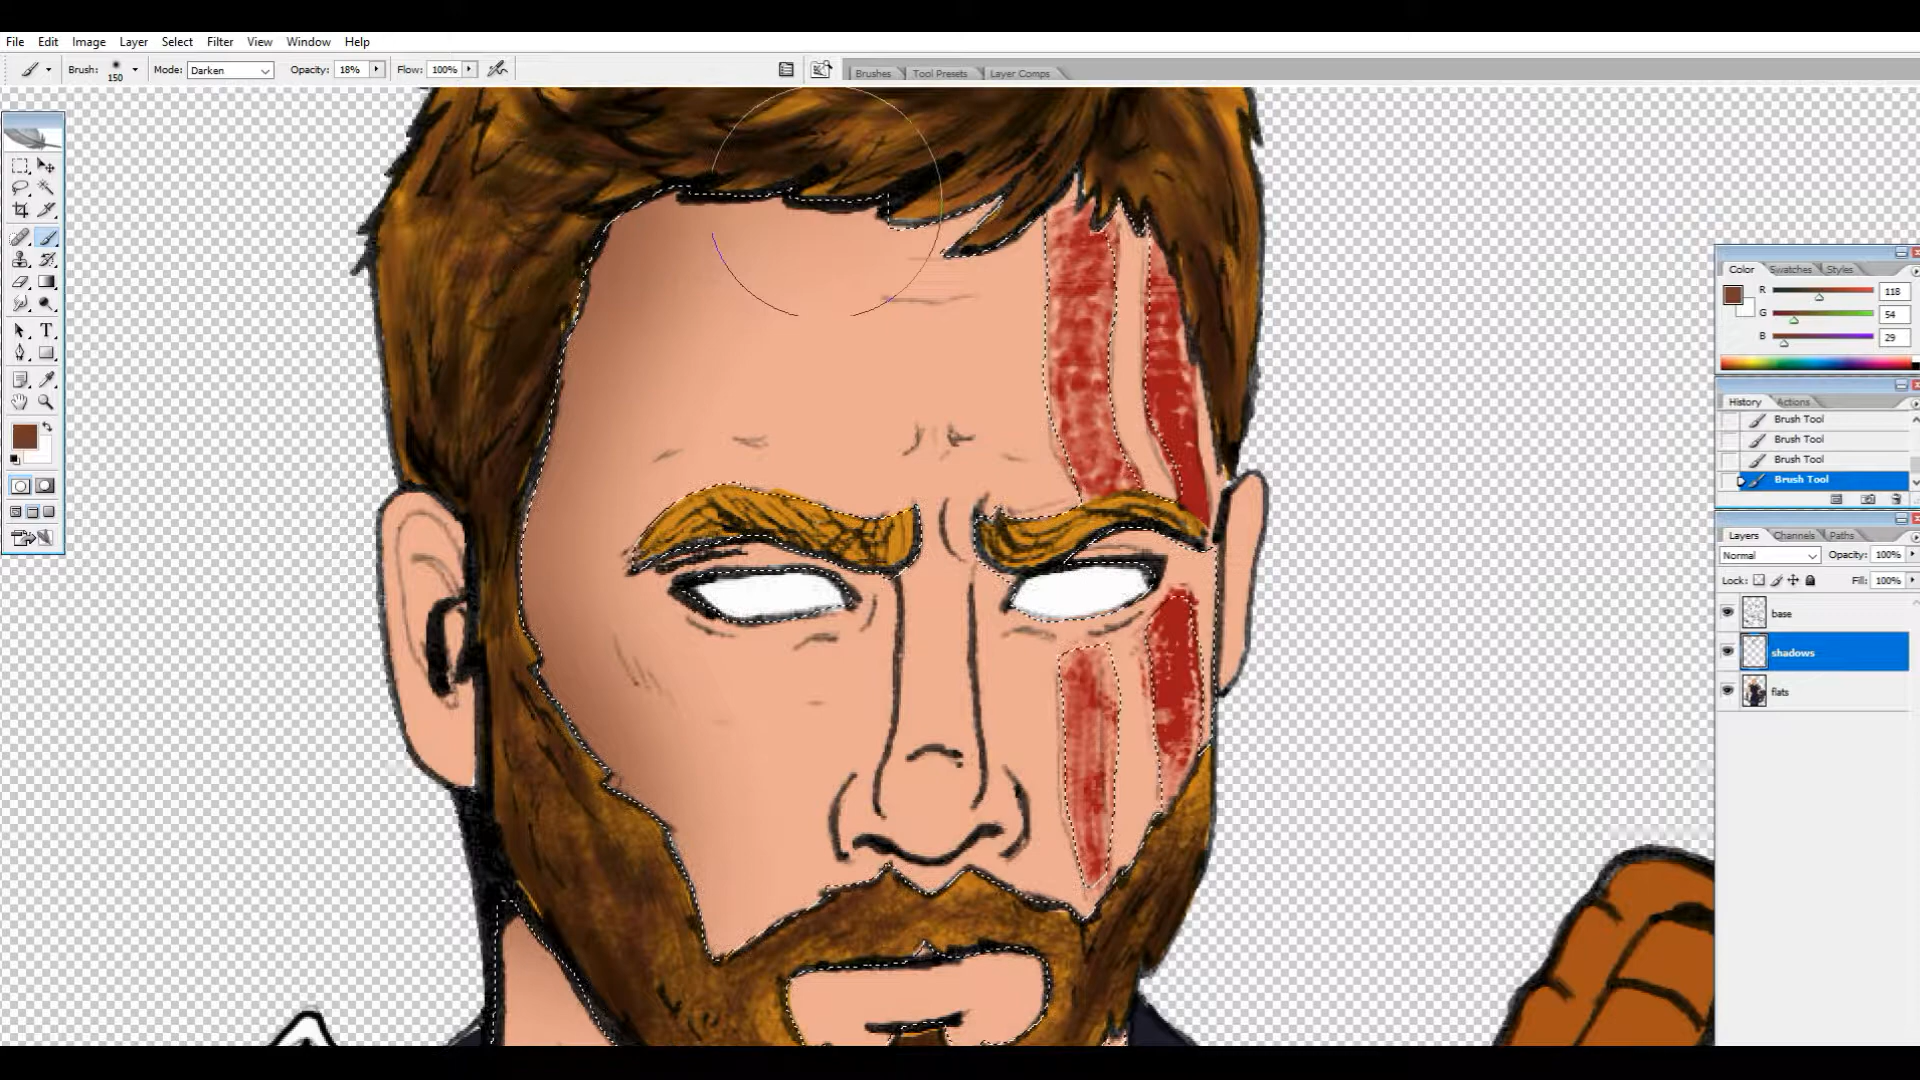 File Edit Image Layer Select Filter View Window Help
Brush: 150 Mode: Darken Opacity: 18% Flow: 100% Brushes Tool Presets Layer Comps
Color Swatches Styles
R 118
G 54
B 29
History Actions
Brush Tool
Brush Tool
Brush Tool
Brush Tool
Layers Channels Paths
Normal Opacity: 100%
Lock: Fill: 100%
base
shadows
flats